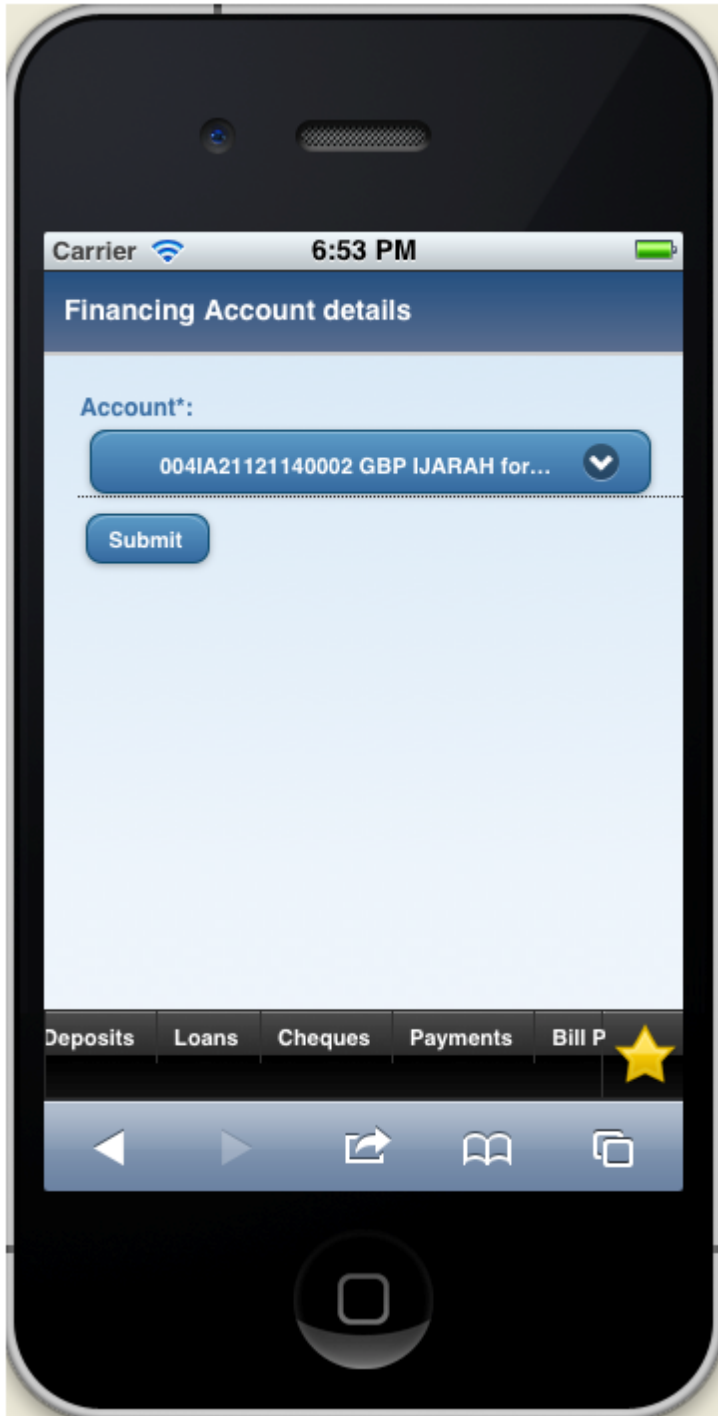 Carrier 6:53 PM
Financing Account details
Account*:
004IA21121140002 GBP IJARAH for...
Submit
Deposits Loans Cheques Payments Bill P